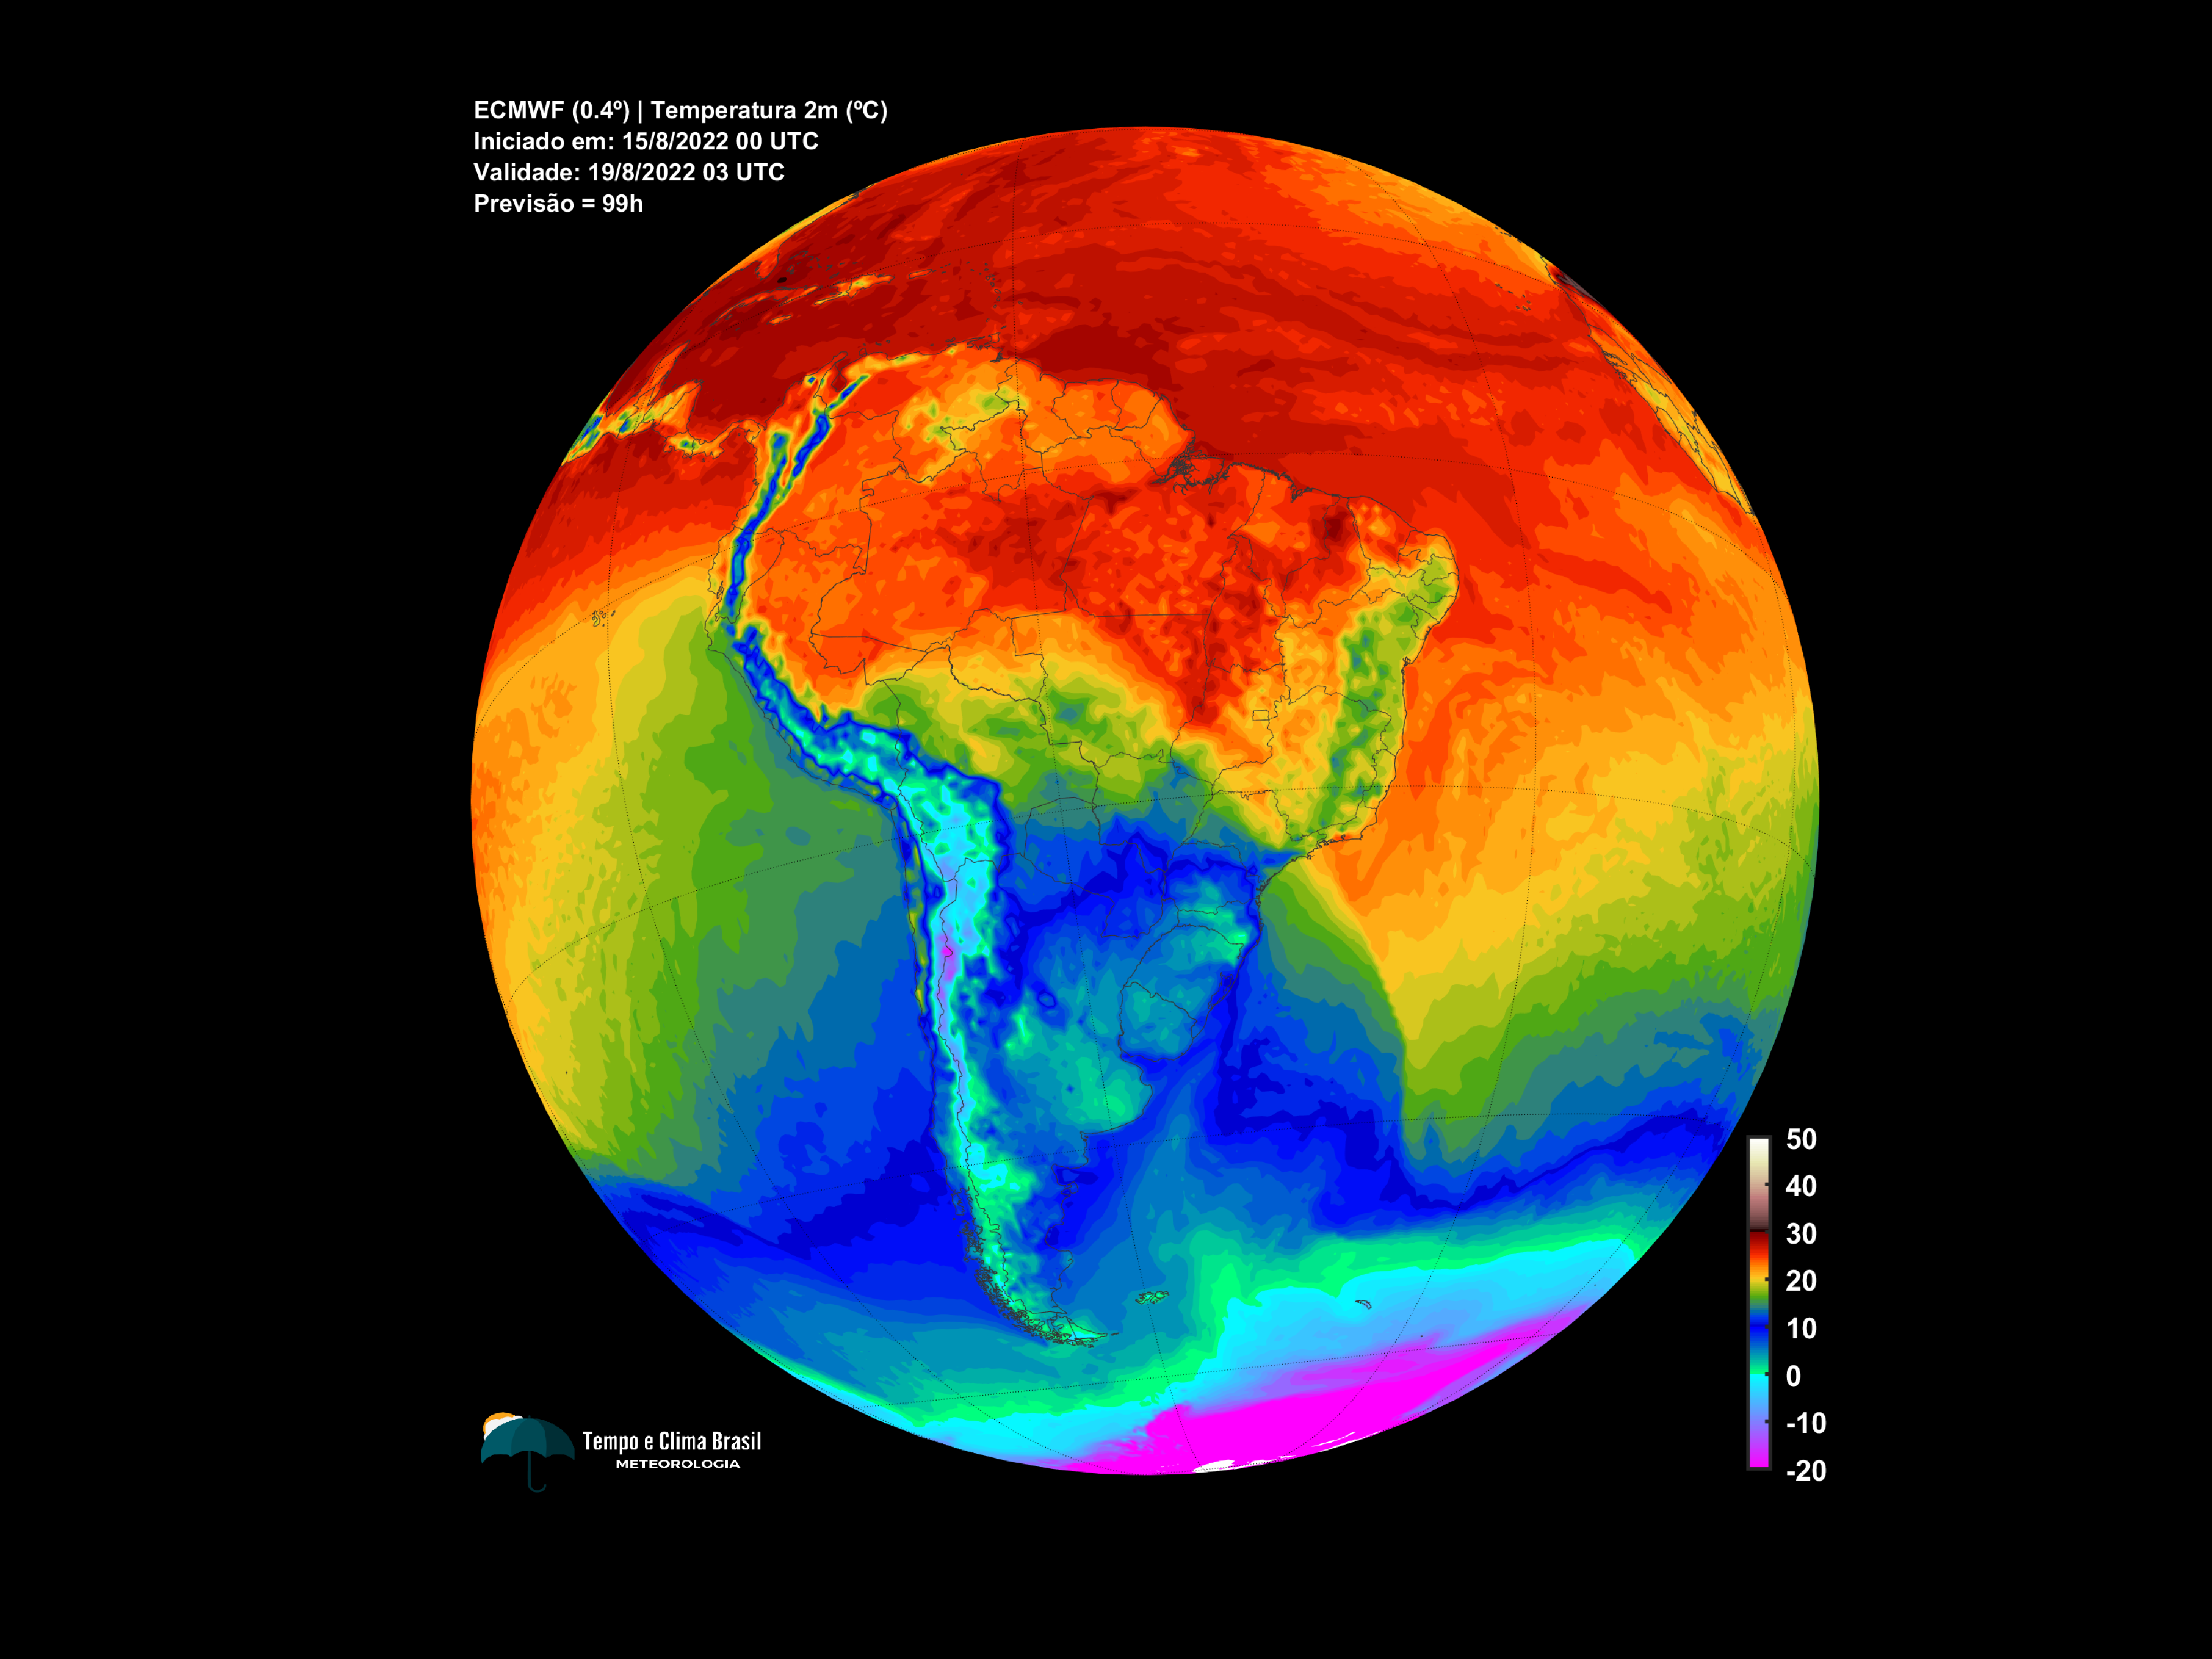 ECMWF (0.4º) | Temperatura 2m (ºC)
Iniciado em: 15/8/2022 00 UTC
Validade: 19/8/2022 03 UTC
Previsão = 99h
50
40
30
20
10
0
-10
-20
Tempo e Clima Brasil
METEOROLOGIA